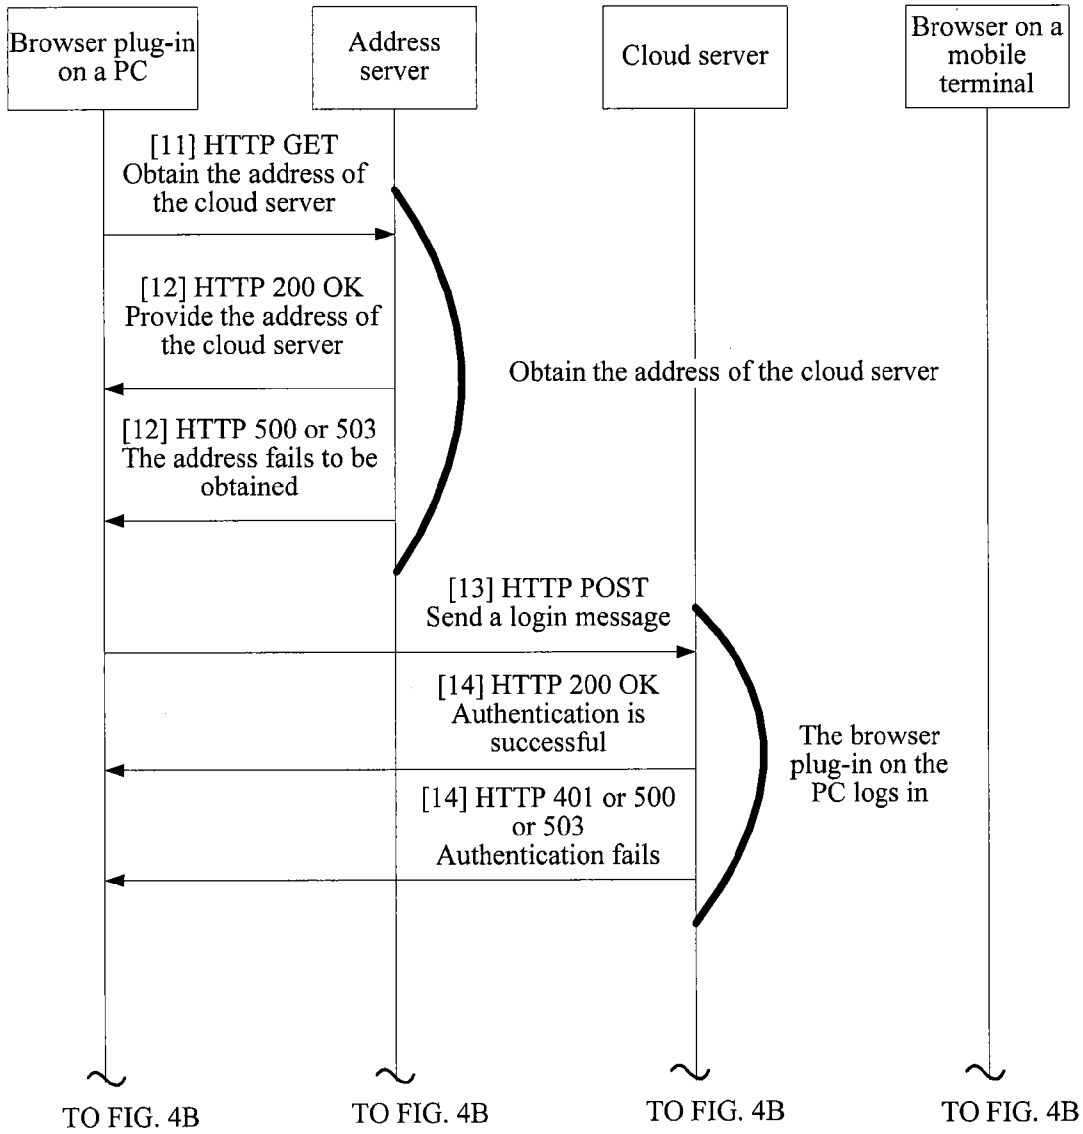 Browser plug-in
on a PC
Address
server
Cloud server
Browser on a
mobile
terminal
[11] HTTP GET
Obtain the address of
the cloud server
[12] HTTP 200 OK
Provide the address of
the cloud server
Obtain the address of the cloud server
[12] HTTP 500 or 503
The address fails to be
obtained
[13] HTTP POST
Send a login message
[14] HTTP 200 OK
Authentication is
successful
The browser
plug-in on the
PC logs in
[14] HTTP 401 or 500
or 503
Authentication fails
TO FIG. 4B
TO FIG. 4B
TO FIG. 4B
TO FIG. 4B